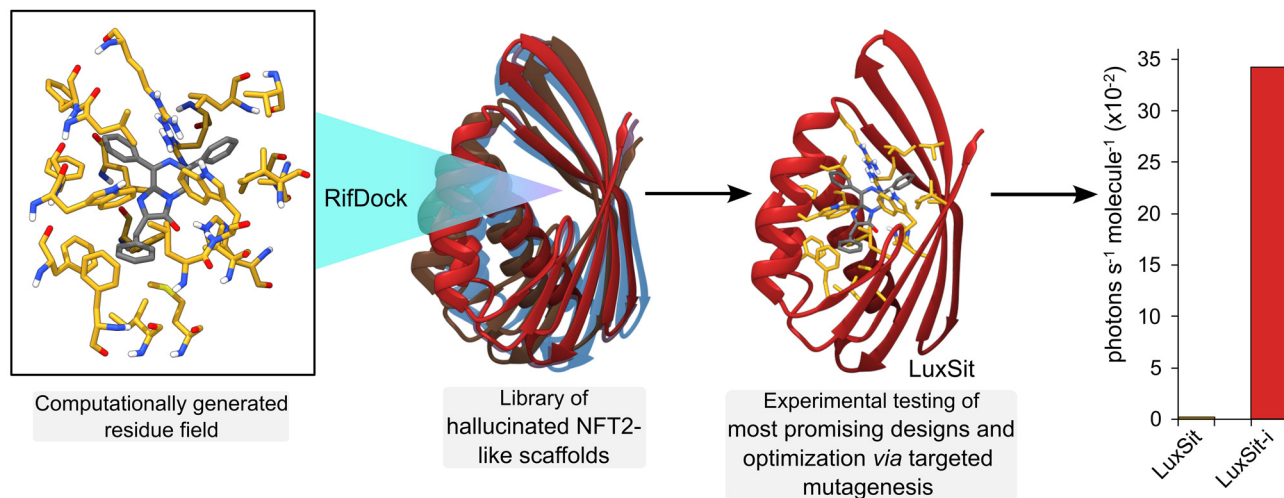 RifDock
Computationally generated
residue field
Library of
hallucinated NFT2-
like scaffolds
LuxSit
Experimental testing of
most promising designs and
optimization via targeted
mutagenesis
photons s⁻¹ molecule⁻¹ (x10⁻²)
35
30
25
20
15
10
5
0
LuxSit
LuxSit-i